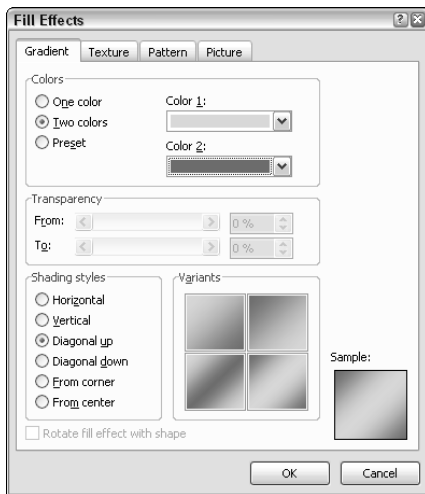 Fill Effects
Gradient Texture Pattern Picture
Colors
One color
Two colors
Preset
Color 1:
Color 2:
Transparency
From: 0 %
To: 0 %
Shading styles
Horizontal
Vertical
Diagonal up
Diagonal down
From corner
From center
Variants
Sample:
Rotate fill effect with shape
OK Cancel